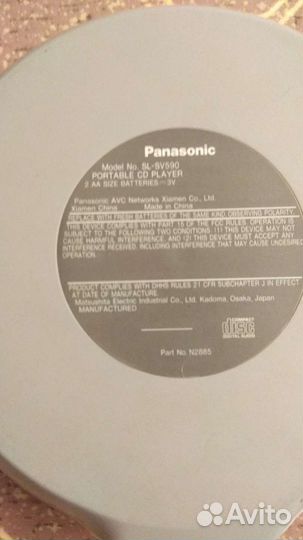 Panasonic
Model No. SL-SV590
PORTABLE CD PLAYER
2 AA SIZE BATTERIES ⎓ 3V
Panasonic AVC Networks Xiamen Co., Ltd.
Xiamen China Made in China
REPLACE WITH FRESH BATTERIES OF THE SAME KIND, OBSERVING POLARITY.
THIS DEVICE COMPLIES WITH PART 15 OF THE FCC RULES. OPERATION IS
SUBJECT TO THE FOLLOWING TWO CONDITIONS: (1) THIS DEVICE MAY NOT
CAUSE HARMFUL INTERFERENCE, AND (2) THIS DEVICE MUST ACCEPT ANY
INTERFERENCE RECEIVED, INCLUDING INTERFERENCE THAT MAY CAUSE UNDESIRED
OPERATION.
PRODUCT COMPLIES WITH DHHS RULES 21 CFR SUBCHAPTER J IN EFFECT
AT DATE OF MANUFACTURE.
Matsushita Electric Industrial Co., Ltd. Kadoma, Osaka, Japan
MANUFACTURED
COMPACT
disc
DIGITAL AUDIO
Part No. N2885
Avito